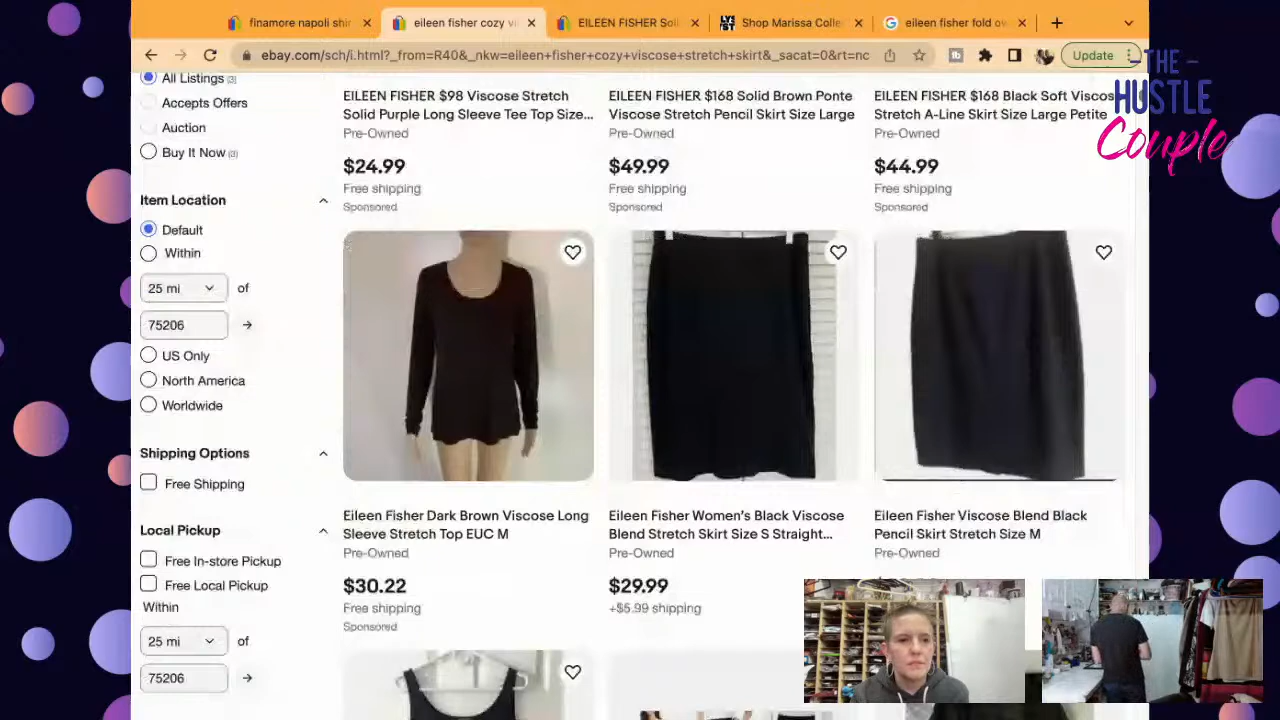 finamore napoli shir
eileen fisher cozy vi
EILEEN FISHER Soli
Shop Marissa Colle
eileen fisher fold ov
ebay.com/sch/i.html?_from=R40&_nkw=eileen+fisher+cozy+viscose+stretch+skirt&_sacat=0&rt=nc
Update
THE
HUSTLE
Couple
All Listings (3)
Accepts Offers
Auction
Buy It Now (3)
Item Location
Default
Within
25 mi
of
75206
US Only
North America
Worldwide
Shipping Options
Free Shipping
Local Pickup
Free In-store Pickup
Free Local Pickup
Within
25 mi
of
75206
EILEEN FISHER $98 Viscose Stretch
Solid Purple Long Sleeve Tee Top Size...
Pre-Owned
$24.99
Free shipping
Sponsored
EILEEN FISHER $168 Solid Brown Ponte
Viscose Stretch Pencil Skirt Size Large
Pre-Owned
$49.99
Free shipping
Sponsored
EILEEN FISHER $168 Black Soft Viscose
Stretch A-Line Skirt Size Large Petite
Pre-Owned
$44.99
Free shipping
Sponsored
Eileen Fisher Dark Brown Viscose Long
Sleeve Stretch Top EUC M
Pre-Owned
$30.22
Free shipping
Sponsored
Eileen Fisher Women's Black Viscose
Blend Stretch Skirt Size S Straight...
Pre-Owned
$29.99
+$5.99 shipping
Eileen Fisher Viscose Blend Black
Pencil Skirt Stretch Size M
Pre-Owned